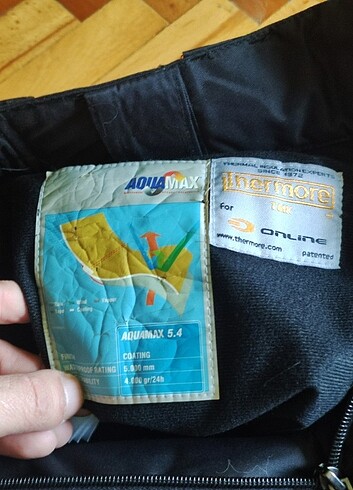 AQUAMAX
AQUAMAX 5.4
COATING
5.000 mm
4.000 gr/24h
THERMAL INSULATION EXPERTS
SINCE 1972
thermore
for
ONLINE
www.thermore.com
patented